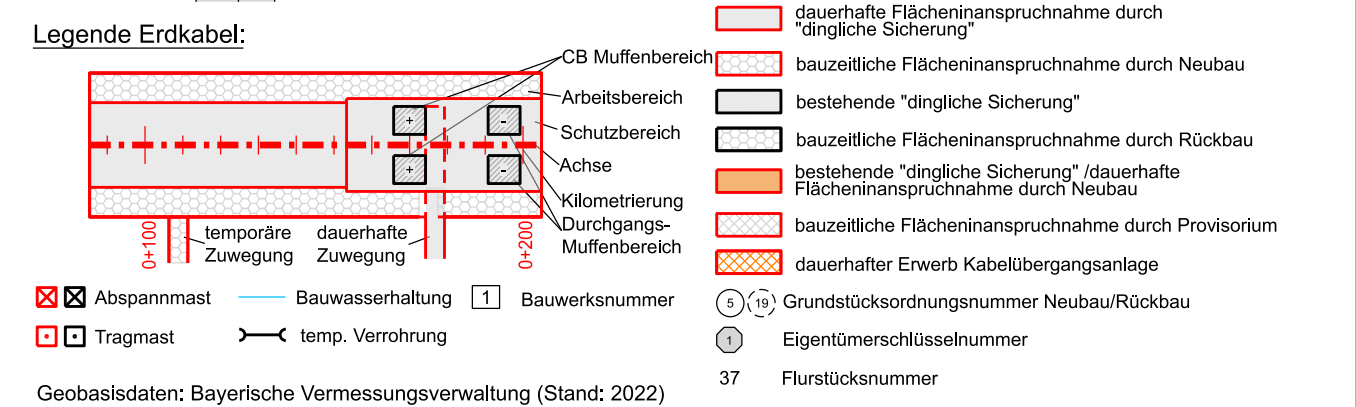 Legende Erdkabel:
CB Muffenbereich
Arbeitsbereich
Schutzbereich
Achse
Kilometrierung
Durchgangs-
Muffenbereich
+
-
+
-
0+100
temporäre
Zuwegung
dauerhafte
Zuwegung
0+200
Abspannmast
Bauwasserhaltung
1
Bauwerksnummer
Tragmast
temp. Verrohrung
Geobasisdaten: Bayerische Vermessungsverwaltung (Stand: 2022)
dauerhafte Flächeninanspruchnahme durch
"dingliche Sicherung"
bauzeitliche Flächeninanspruchnahme durch Neubau
bestehende "dingliche Sicherung"
bauzeitliche Flächeninanspruchnahme durch Rückbau
bestehende "dingliche Sicherung" /dauerhafte
Flächeninanspruchnahme durch Neubau
bauzeitliche Flächeninanspruchnahme durch Provisorium
dauerhafter Erwerb Kabelübergangsanlage
5 19 Grundstücksordnungsnummer Neubau/Rückbau
1 Eigentümerschlüsselnummer
37 Flurstücksnummer